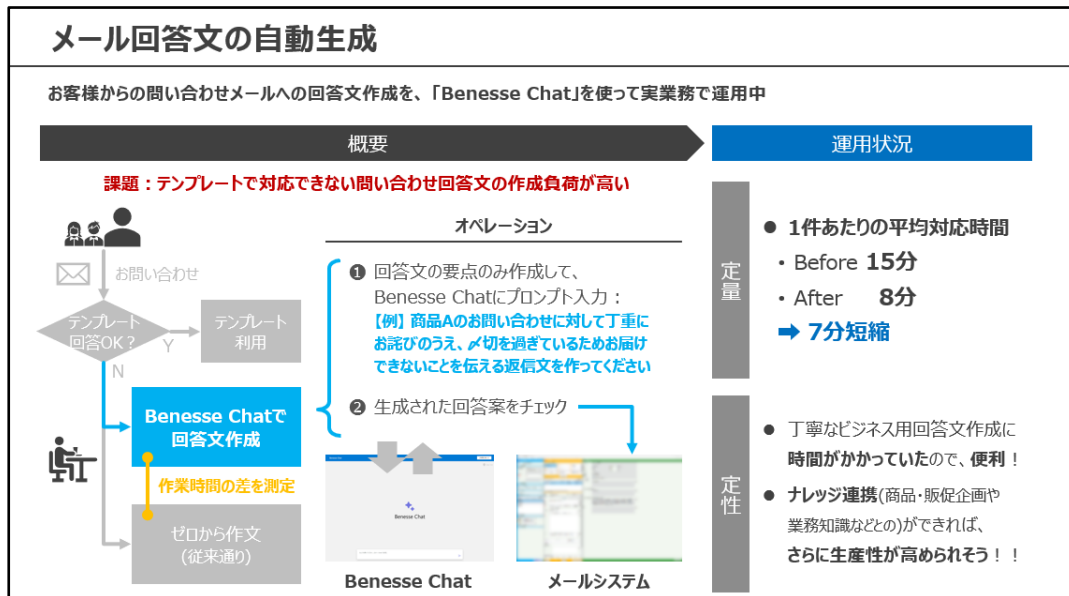 メール回答文の自動生成
お客様からの問い合わせメールへの回答文作成を、「Benesse Chat」を使って実業務で運用中
概要
課題：テンプレートで対応できない問い合わせ回答文の作成負荷が高い
お問い合わせ
テンプレート
回答OK？
Y
テンプレート
利用
N
Benesse Chatで
回答文作成
作業時間の差を測定
ゼロから作文
(従来通り)
オペレーション
❶ 回答文の要点のみ作成して、
Benesse Chatにプロンプト入力：
【例】商品Aのお問い合わせに対して丁重に
お詫びのうえ、〆切を過ぎているためお届け
できないことを伝える返信文を作ってください
❷ 生成された回答案をチェック
Benesse Chat
Benesse Chat
メールシステム
運用状況
定量
● 1件あたりの平均対応時間
・Before 15分
・After 8分
➡ 7分短縮
定性
● 丁寧なビジネス用回答文作成に
時間がかかっていたので、便利！
● ナレッジ連携(商品・販促企画や
業務知識などとの)ができれば、
さらに生産性が高められそう！！